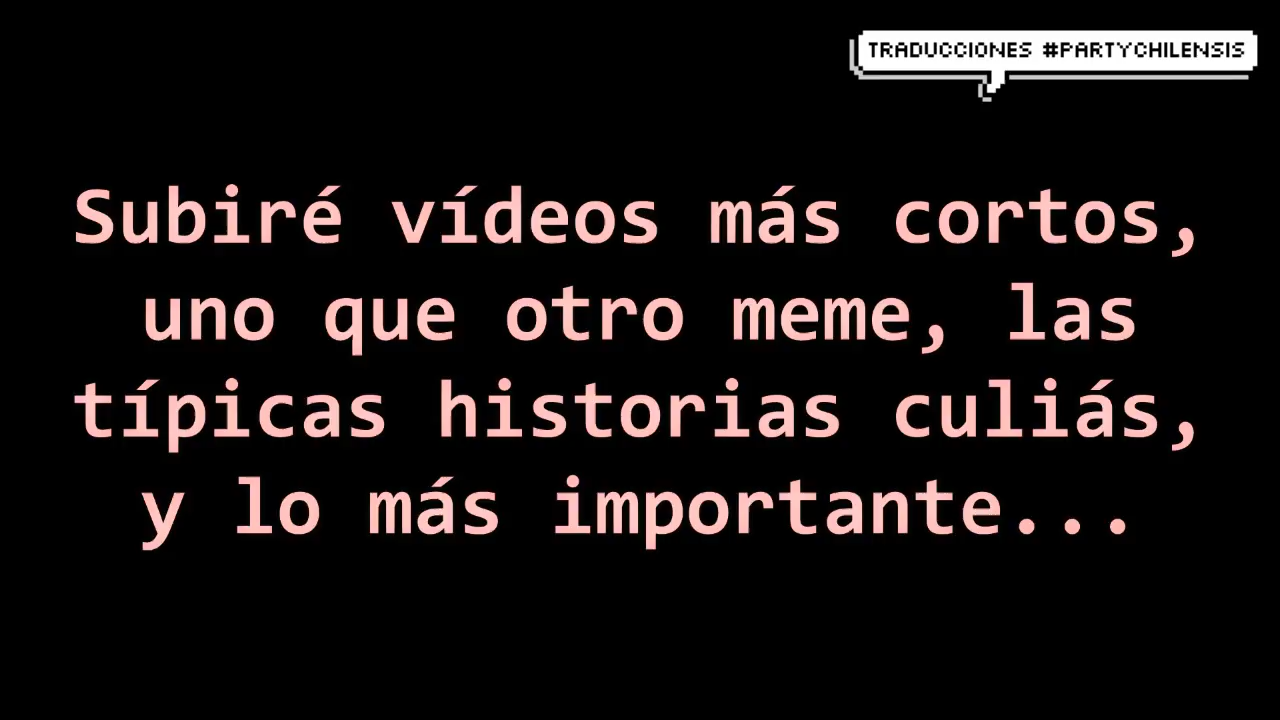 TRADUCCIONES #PARTYCHILENSIS
Subiré vídeos más cortos,
uno que otro meme, las
típicas historias culiás,
y lo más importante...